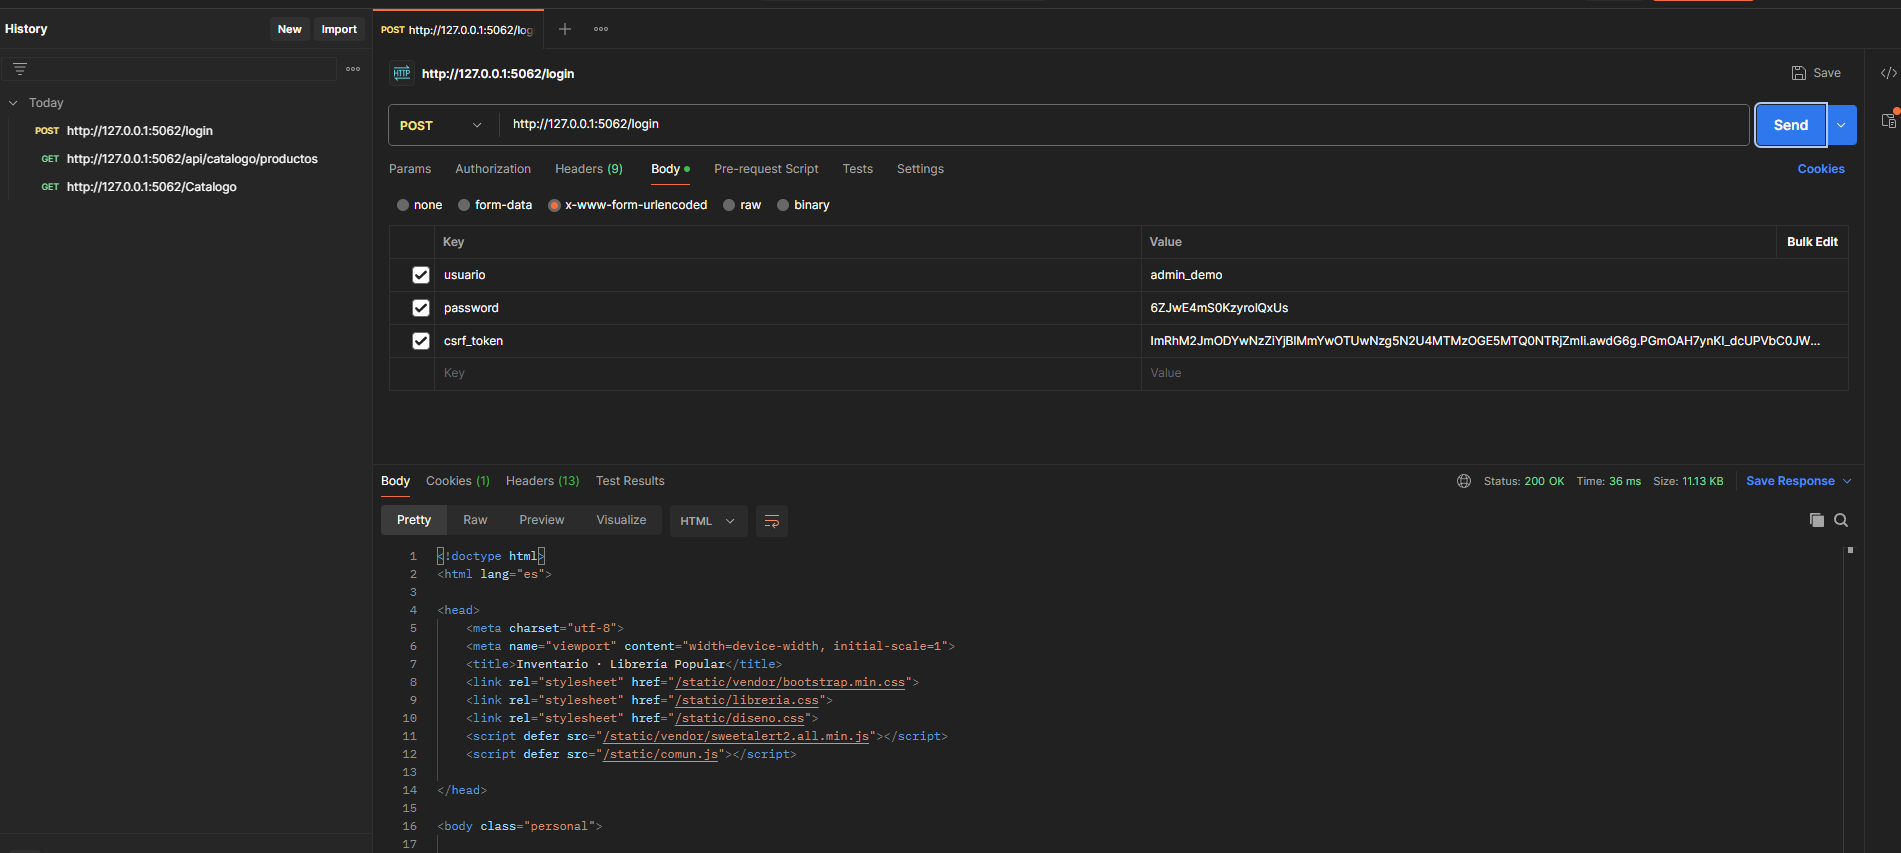 History
New
Import
Today
POST http://127.0.0.1:5062/login
GET http://127.0.0.1:5062/api/catalogo/productos
GET http://127.0.0.1:5062/Catalogo
POST http://127.0.0.1:5062/log
HTTP http://127.0.0.1:5062/login
Save
POST http://127.0.0.1:5062/login
Send
Params Authorization Headers (9) Body Pre-request Script Tests Settings Cookies
none form-data x-www-form-urlencoded raw binary
Key Value Bulk Edit
usuario admin_demo
password 6ZJwE4mS0KzyrolQxUs
csrf_token
Key Value
Body Cookies (1) Headers (13) Test Results Status: 200 OK Time: 36 ms Size: 11.13 KB Save Response
Pretty Raw Preview Visualize HTML
1 <!doctype html>
2 <html lang="es">
3
4 <head>
5 <meta charset="utf-8">
6 <meta name="viewport" content="width=device-width, initial-scale=1">
7 <title>Inventario · Librería Popular</title>
8 <link rel="stylesheet" href="/static/vendor/bootstrap.min.css">
9 <link rel="stylesheet" href="/static/libreria.css">
10 <link rel="stylesheet" href="/static/diseno.css">
11 <script defer src="/static/vendor/sweetalert2.all.min.js"></script>
12 <script defer src="/static/comun.js"></script>
13
14 </head>
15
16 <body class="personal">
17